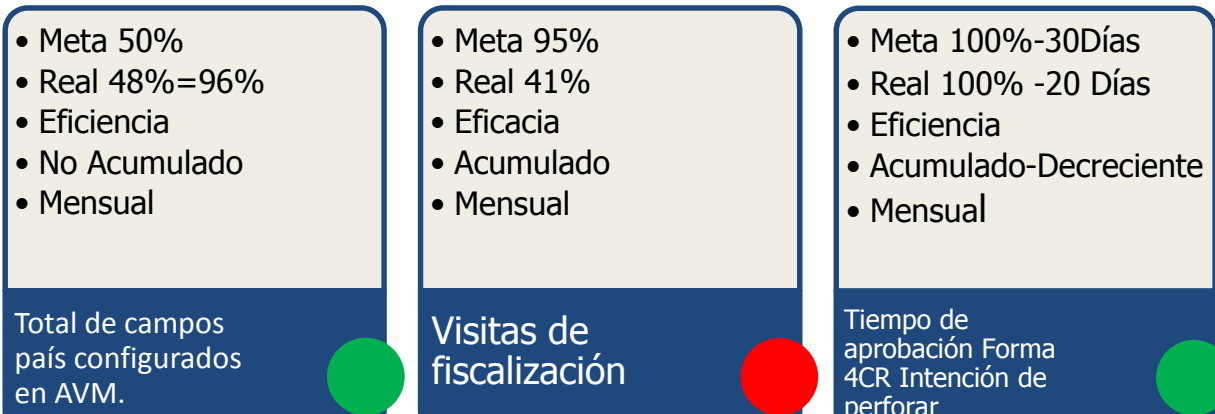 • Meta 50%
• Real 48%=96%
• Eficiencia
• No Acumulado
• Mensual
Total de campos
país configurados
en AVM.
• Meta 95%
• Real 41%
• Eficacia
• Acumulado
• Mensual
Visitas de
fiscalización
• Meta 100%-30Días
• Real 100% -20 Días
• Eficiencia
• Acumulado-Decreciente
• Mensual
Tiempo de
aprobación Forma
4CR Intención de
perforar